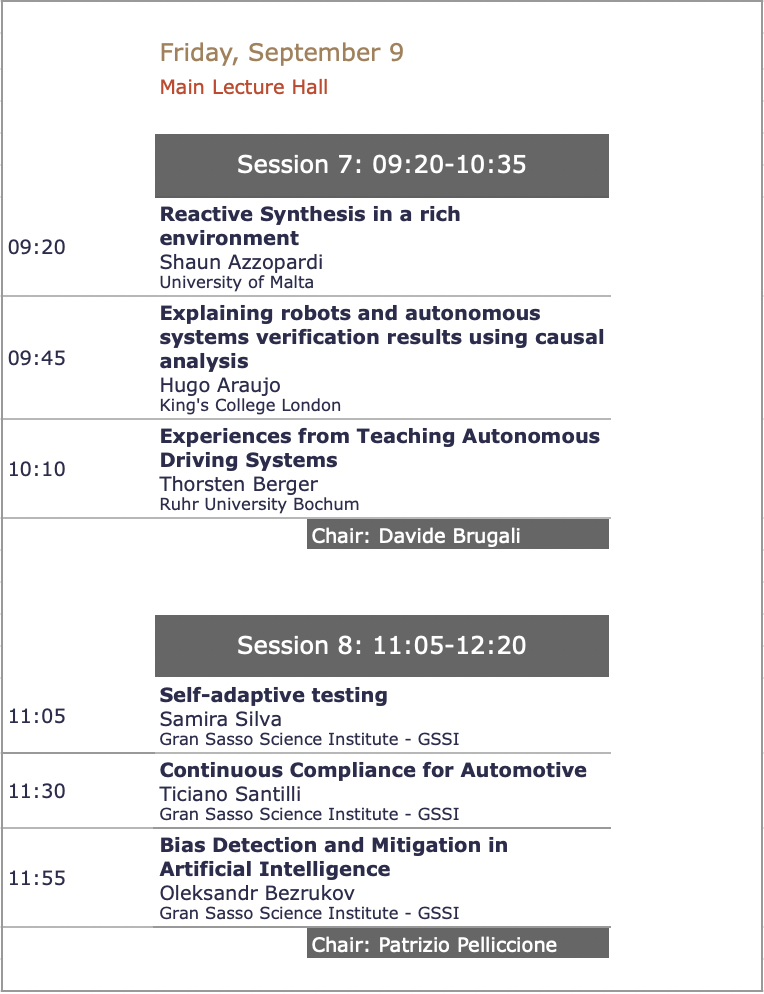 Friday, September 9
Main Lecture Hall
Session 7: 09:20-10:35
09:20
Reactive Synthesis in a rich
environment
Shaun Azzopardi
University of Malta
09:45
Explaining robots and autonomous
systems verification results using causal
analysis
Hugo Araujo
King's College London
10:10
Experiences from Teaching Autonomous
Driving Systems
Thorsten Berger
Ruhr University Bochum
Chair: Davide Brugali
Session 8: 11:05-12:20
11:05
Self-adaptive testing
Samira Silva
Gran Sasso Science Institute - GSSI
11:30
Continuous Compliance for Automotive
Ticiano Santilli
Gran Sasso Science Institute - GSSI
11:55
Bias Detection and Mitigation in
Artificial Intelligence
Oleksandr Bezrukov
Gran Sasso Science Institute - GSSI
Chair: Patrizio Pelliccione